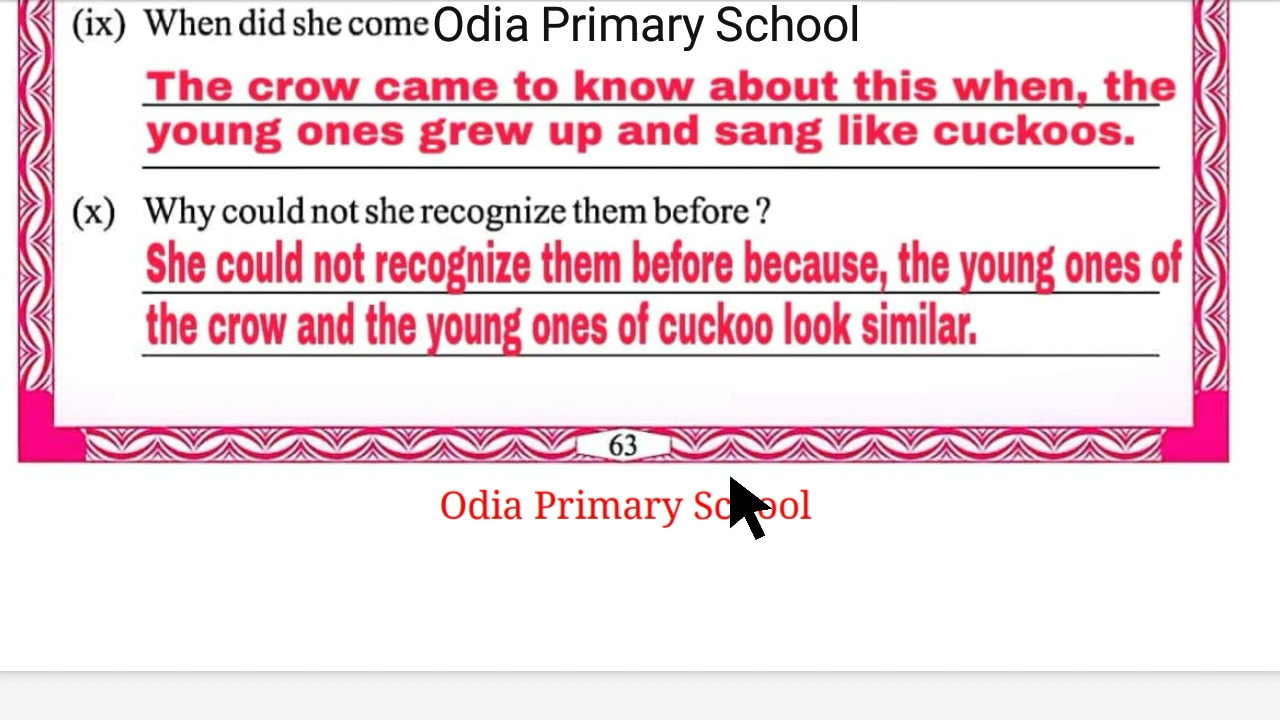 (ix) When did she come Odia Primary School
The crow came to know about this when, the
young ones grew up and sang like cuckoos.
(x) Why could not she recognize them before ?
She could not recognize them before because, the young ones of
the crow and the young ones of cuckoo look similar.
63
Odia Primary School